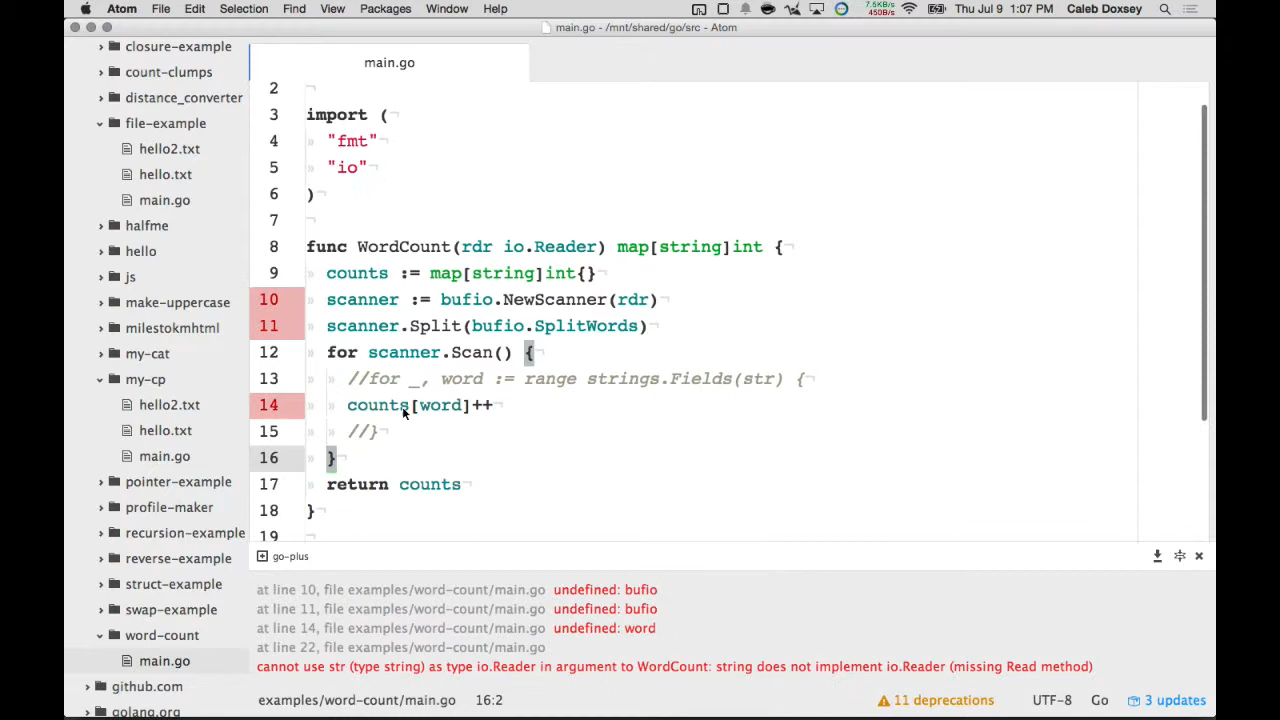 Atom File Edit Selection Find View Packages Window Help 7.5KB/s 450B/s Thu Jul 9 1:07 PM Caleb Doxsey
main.go - /mnt/shared/go/src - Atom
closure-example
count-clumps
distance_converter
file-example
hello2.txt
hello.txt
main.go
halfme
hello
js
make-uppercase
milestokmhtml
my-cat
my-cp
hello2.txt
hello.txt
main.go
pointer-example
profile-maker
recursion-example
reverse-example
struct-example
swap-example
word-count
main.go
github.com
golang.org
main.go
2
3 import (
4 "fmt"
5 "io"
6 )
7
8 func WordCount(rdr io.Reader) map[string]int {
9 counts := map[string]int{}
10 scanner := bufio.NewScanner(rdr)
11 scanner.Split(bufio.SplitWords)
12 for scanner.Scan() {
13 //for _, word := range strings.Fields(str) {
14 counts[word]++
15 //}
16 }
17 return counts
18 }
19
go-plus
at line 10, file examples/word-count/main.go undefined: bufio
at line 11, file examples/word-count/main.go undefined: bufio
at line 14, file examples/word-count/main.go undefined: word
at line 22, file examples/word-count/main.go
cannot use str (type string) as type io.Reader in argument to WordCount: string does not implement io.Reader (missing Read method)
examples/word-count/main.go 16:2 11 deprecations UTF-8 Go 3 updates